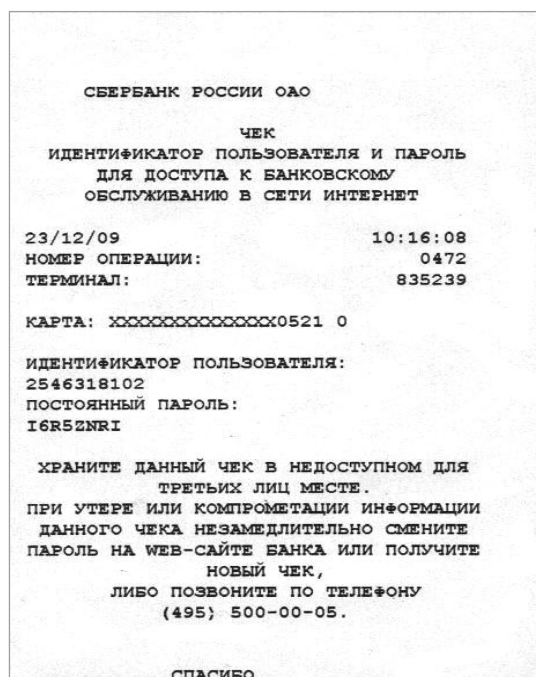 СБЕРБАНК РОССИИ ОАО
ЧЕК
ИДЕНТИФИКАТОР ПОЛЬЗОВАТЕЛЯ И ПАРОЛЬ
ДЛЯ ДОСТУПА К БАНКОВСКОМУ
ОБСЛУЖИВАНИЮ В СЕТИ ИНТЕРНЕТ
23/12/09 10:16:08
НОМЕР ОПЕРАЦИИ: 0472
ТЕРМИНАЛ: 835239
КАРТА: XXXXXXXXXXXXXX0521 0
ИДЕНТИФИКАТОР ПОЛЬЗОВАТЕЛЯ:
2546318102
ПОСТОЯННЫЙ ПАРОЛЬ:
I6R5ZNRI
ХРАНИТЕ ДАННЫЙ ЧЕК В НЕДОСТУПНОМ ДЛЯ
ТРЕТЬИХ ЛИЦ МЕСТЕ.
ПРИ УТЕРЕ ИЛИ КОМПРОМЕТАЦИИ ИНФОРМАЦИИ
ДАННОГО ЧЕКА НЕЗАМЕДЛИТЕЛЬНО СМЕНИТЕ
ПАРОЛЬ НА WEB-САЙТЕ БАНКА ИЛИ ПОЛУЧИТЕ
НОВЫЙ ЧЕК,
ЛИБО ПОЗВОНИТЕ ПО ТЕЛЕФОНУ
(495) 500-00-05.
СПАСИБО